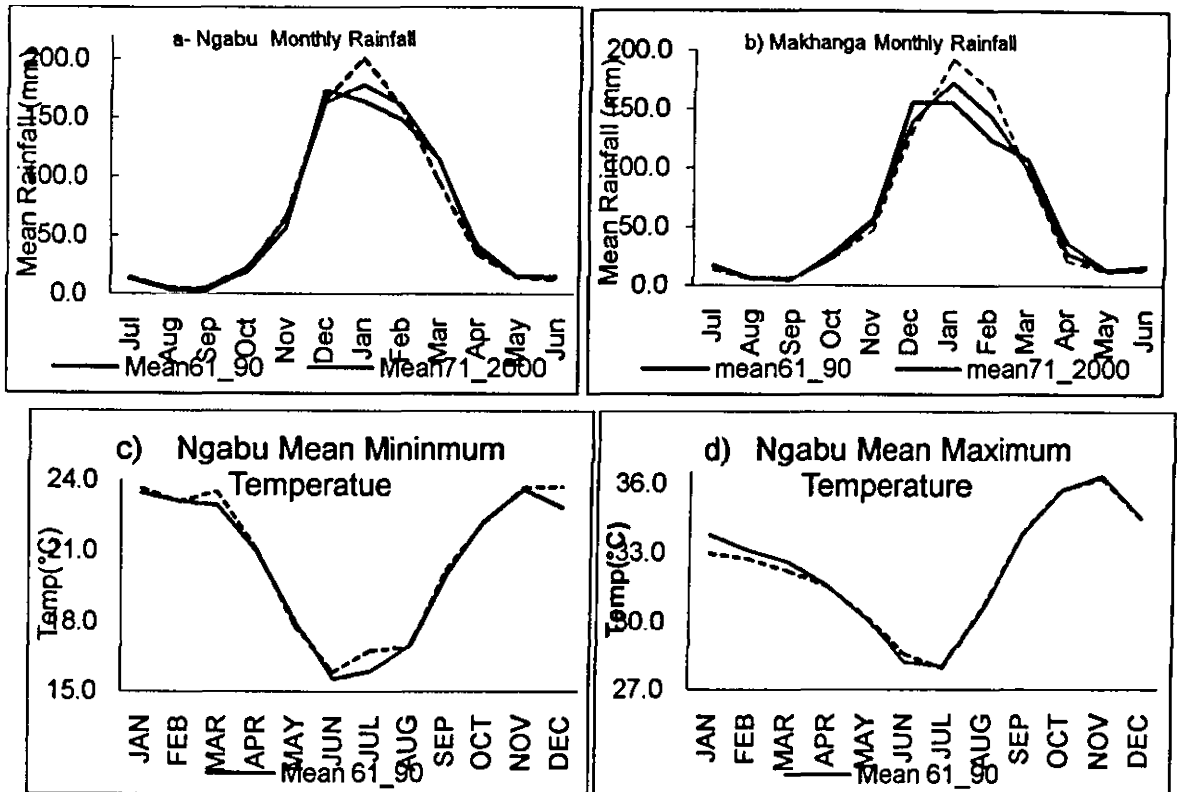 a- Ngabu Monthly Rainfall
Mean Rainfall (mm)
200.0
150.0
100.0
50.0
0.0
Jul
Aug
Sep
Oct
Nov
Dec
Jan
Feb
Mar
Apr
May
Jun
Mean61_90
Mean71_2000
b) Makhanga Monthly Rainfall
Mean Rainfall (mm)
200.0
150.0
100.0
50.0
0.0
Jul
Aug
Sep
Oct
Nov
Dec
Jan
Feb
Mar
Apr
May
Jun
mean61_90
mean71_2000
c) Ngabu Mean Mininmum
Temperatue
Temp(°C)
24.0
21.0
18.0
15.0
JAN
FEB
MAR
APR
MAY
JUN
JUL
AUG
SEP
OCT
NOV
DEC
Mean 61_90
d) Ngabu Mean Maximum
Temperature
Temp(°C)
36.0
33.0
30.0
27.0
JAN
FEB
MAR
APR
MAY
JUN
JUL
AUG
SEP
OCT
NOV
DEC
Mean 61_90